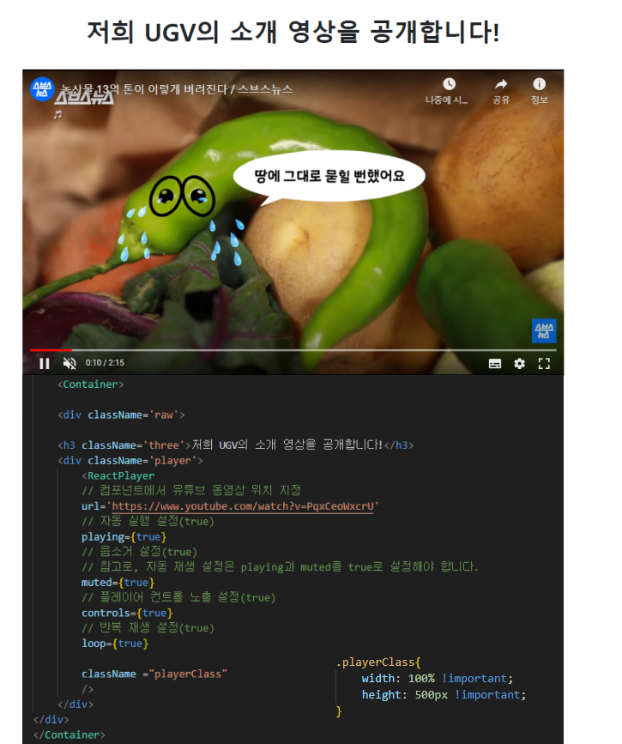 저희 UGV의 소개 영상을 공개합니다!
스브스뉴스
농산물 13억 톤이 이렇게 버려진다 / 스브스뉴스
나중에 시...
공유
정보
땅에 그대로 묻힐 뻔했어요
스브스뉴스
0:10 / 2:15
<Container>
<div className='raw'>
<h3 className='three'>저희 UGV의 소개 영상을 공개합니다!</h3>
<div className='player'>
<ReactPlayer
// 컴포넌트에서 유튜브 동영상 위치 지정
url='https://www.youtube.com/watch?v=PqxCeoWxcrU'
// 자동 실행 설정(true)
playing={true}
// 음소거 설정(true)
// 참고로, 자동 재생 설정은 playing과 muted를 true로 설정해야 합니다.
muted={true}
// 플레이어 컨트롤 노출 설정(true)
controls={true}
// 반복 재생 설정(true)
loop={true}
className ="playerClass"
/>
</div>
</div>
</Container>
.playerClass{
width: 100% !important;
height: 500px !important;
}